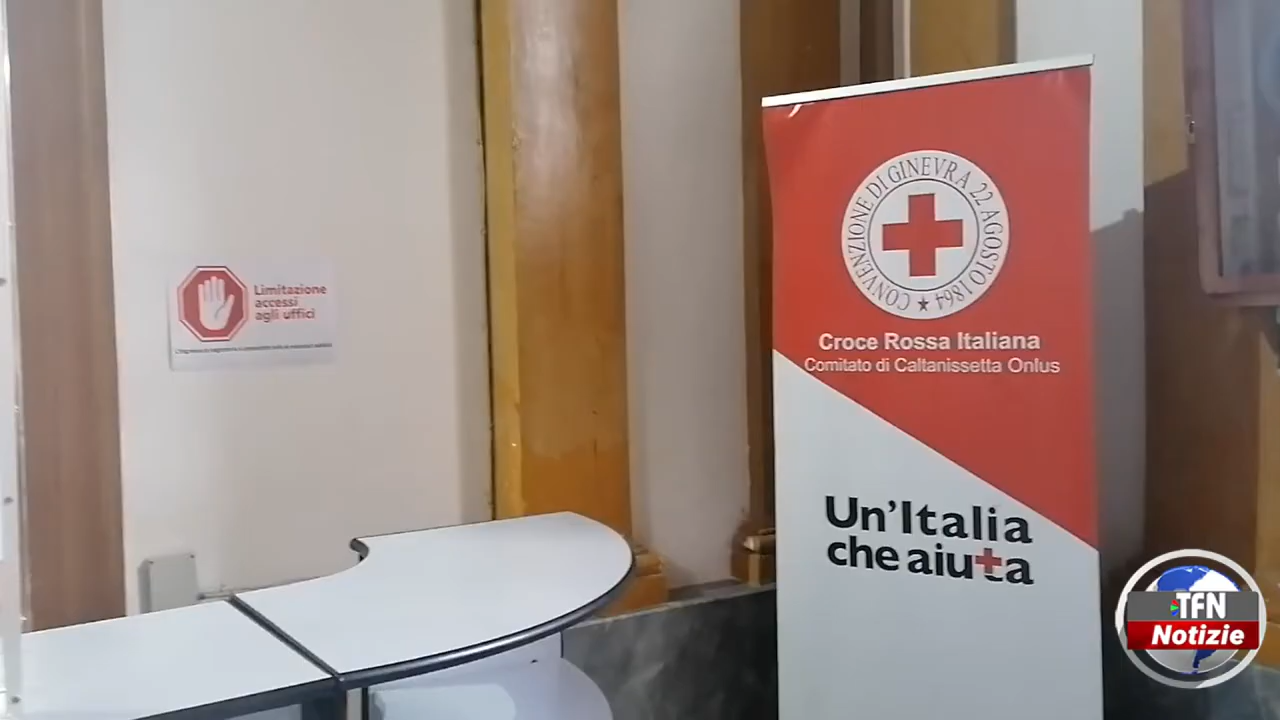 Limitazione
accessi
agli uffici
CONVENZIONE DI GINEVRA 22 AGOSTO 1864
Croce Rossa Italiana
Comitato di Caltanissetta Onlus
Un'Italia
che aiuta
TFN
Notizie